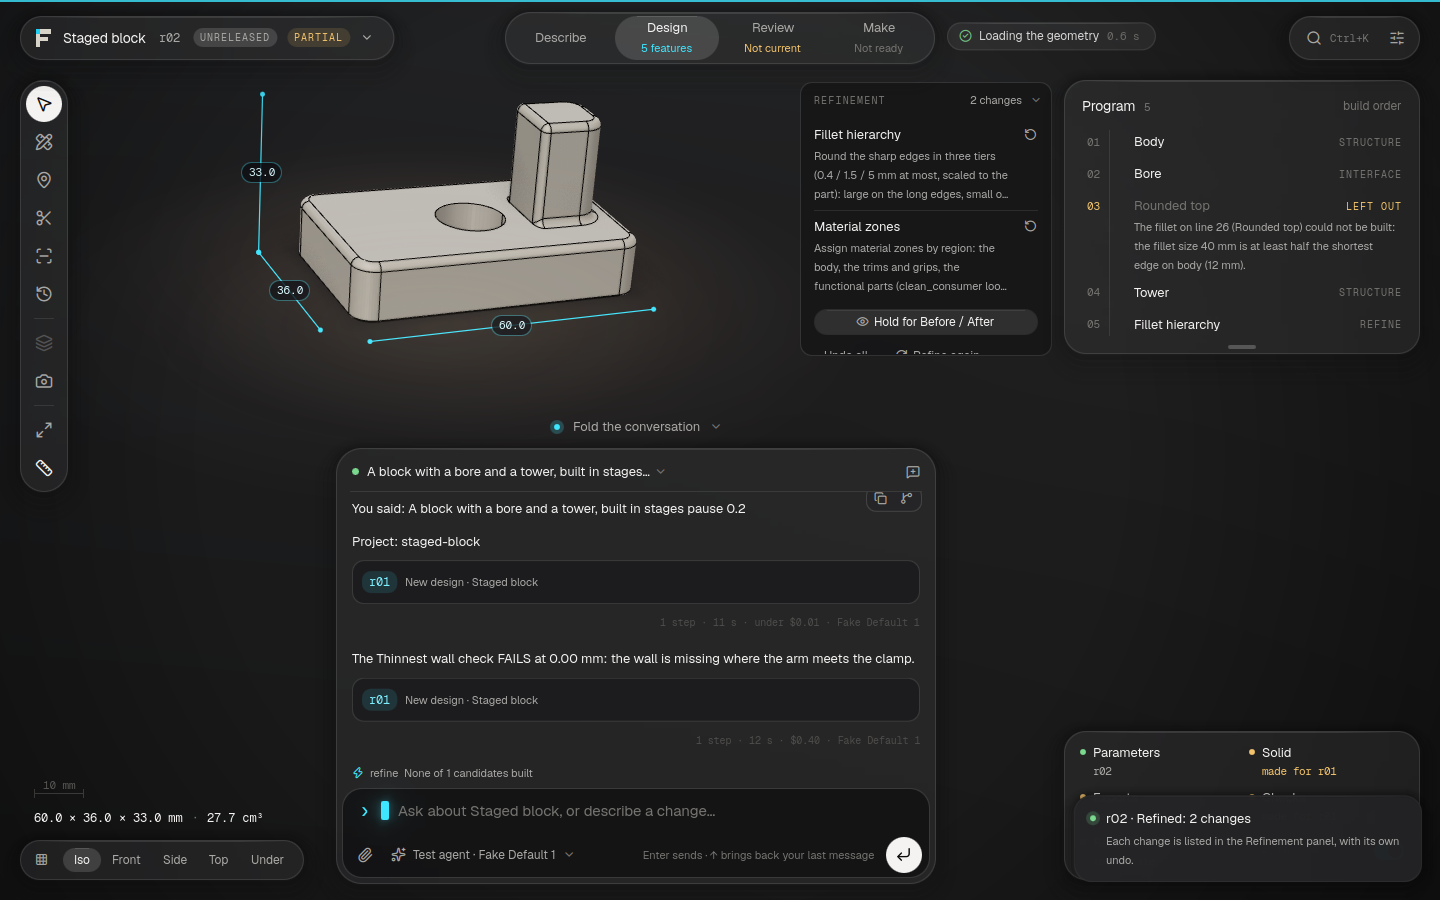 Staged block r02 UNRELEASED PARTIAL
Describe
Design
5 features
Review
Not current
Make
Not ready
Loading the geometry 0.6 s
Ctrl+K
33.0
36.0
60.0
REFINEMENT 2 changes
Fillet hierarchy
Round the sharp edges in three tiers
(0.4 / 1.5 / 5 mm at most, scaled to the
part): large on the long edges, small o…
Material zones
Assign material zones by region: the
body, the trims and grips, the
functional parts (clean_consumer loo…
Hold for Before / After
Undo all Refine again
Program 5 build order
01 Body STRUCTURE
02 Bore INTERFACE
03 Rounded top LEFT OUT
The fillet on line 26 (Rounded top) could not be built:
the fillet size 40 mm is at least half the shortest
edge on body (12 mm).
04 Tower STRUCTURE
05 Fillet hierarchy REFINE
Fold the conversation
A block with a bore and a tower, built in stages…
You said: A block with a bore and a tower, built in stages pause 0.2
Project: staged-block
r01 New design · Staged block
1 step · 11 s · under $0.01 · Fake Default 1
The Thinnest wall check FAILS at 0.00 mm: the wall is missing where the arm meets the clamp.
r01 New design · Staged block
1 step · 12 s · $0.40 · Fake Default 1
refine None of 1 candidates built
Ask about Staged block, or describe a change…
Test agent · Fake Default 1
Enter sends · ↑ brings back your last message
10 mm
60.0 × 36.0 × 33.0 mm · 27.7 cm³
Iso Front Side Top Under
Parameters
r02
Solid
made for r01
r02 · Refined: 2 changes
Each change is listed in the Refinement panel, with its own
undo.